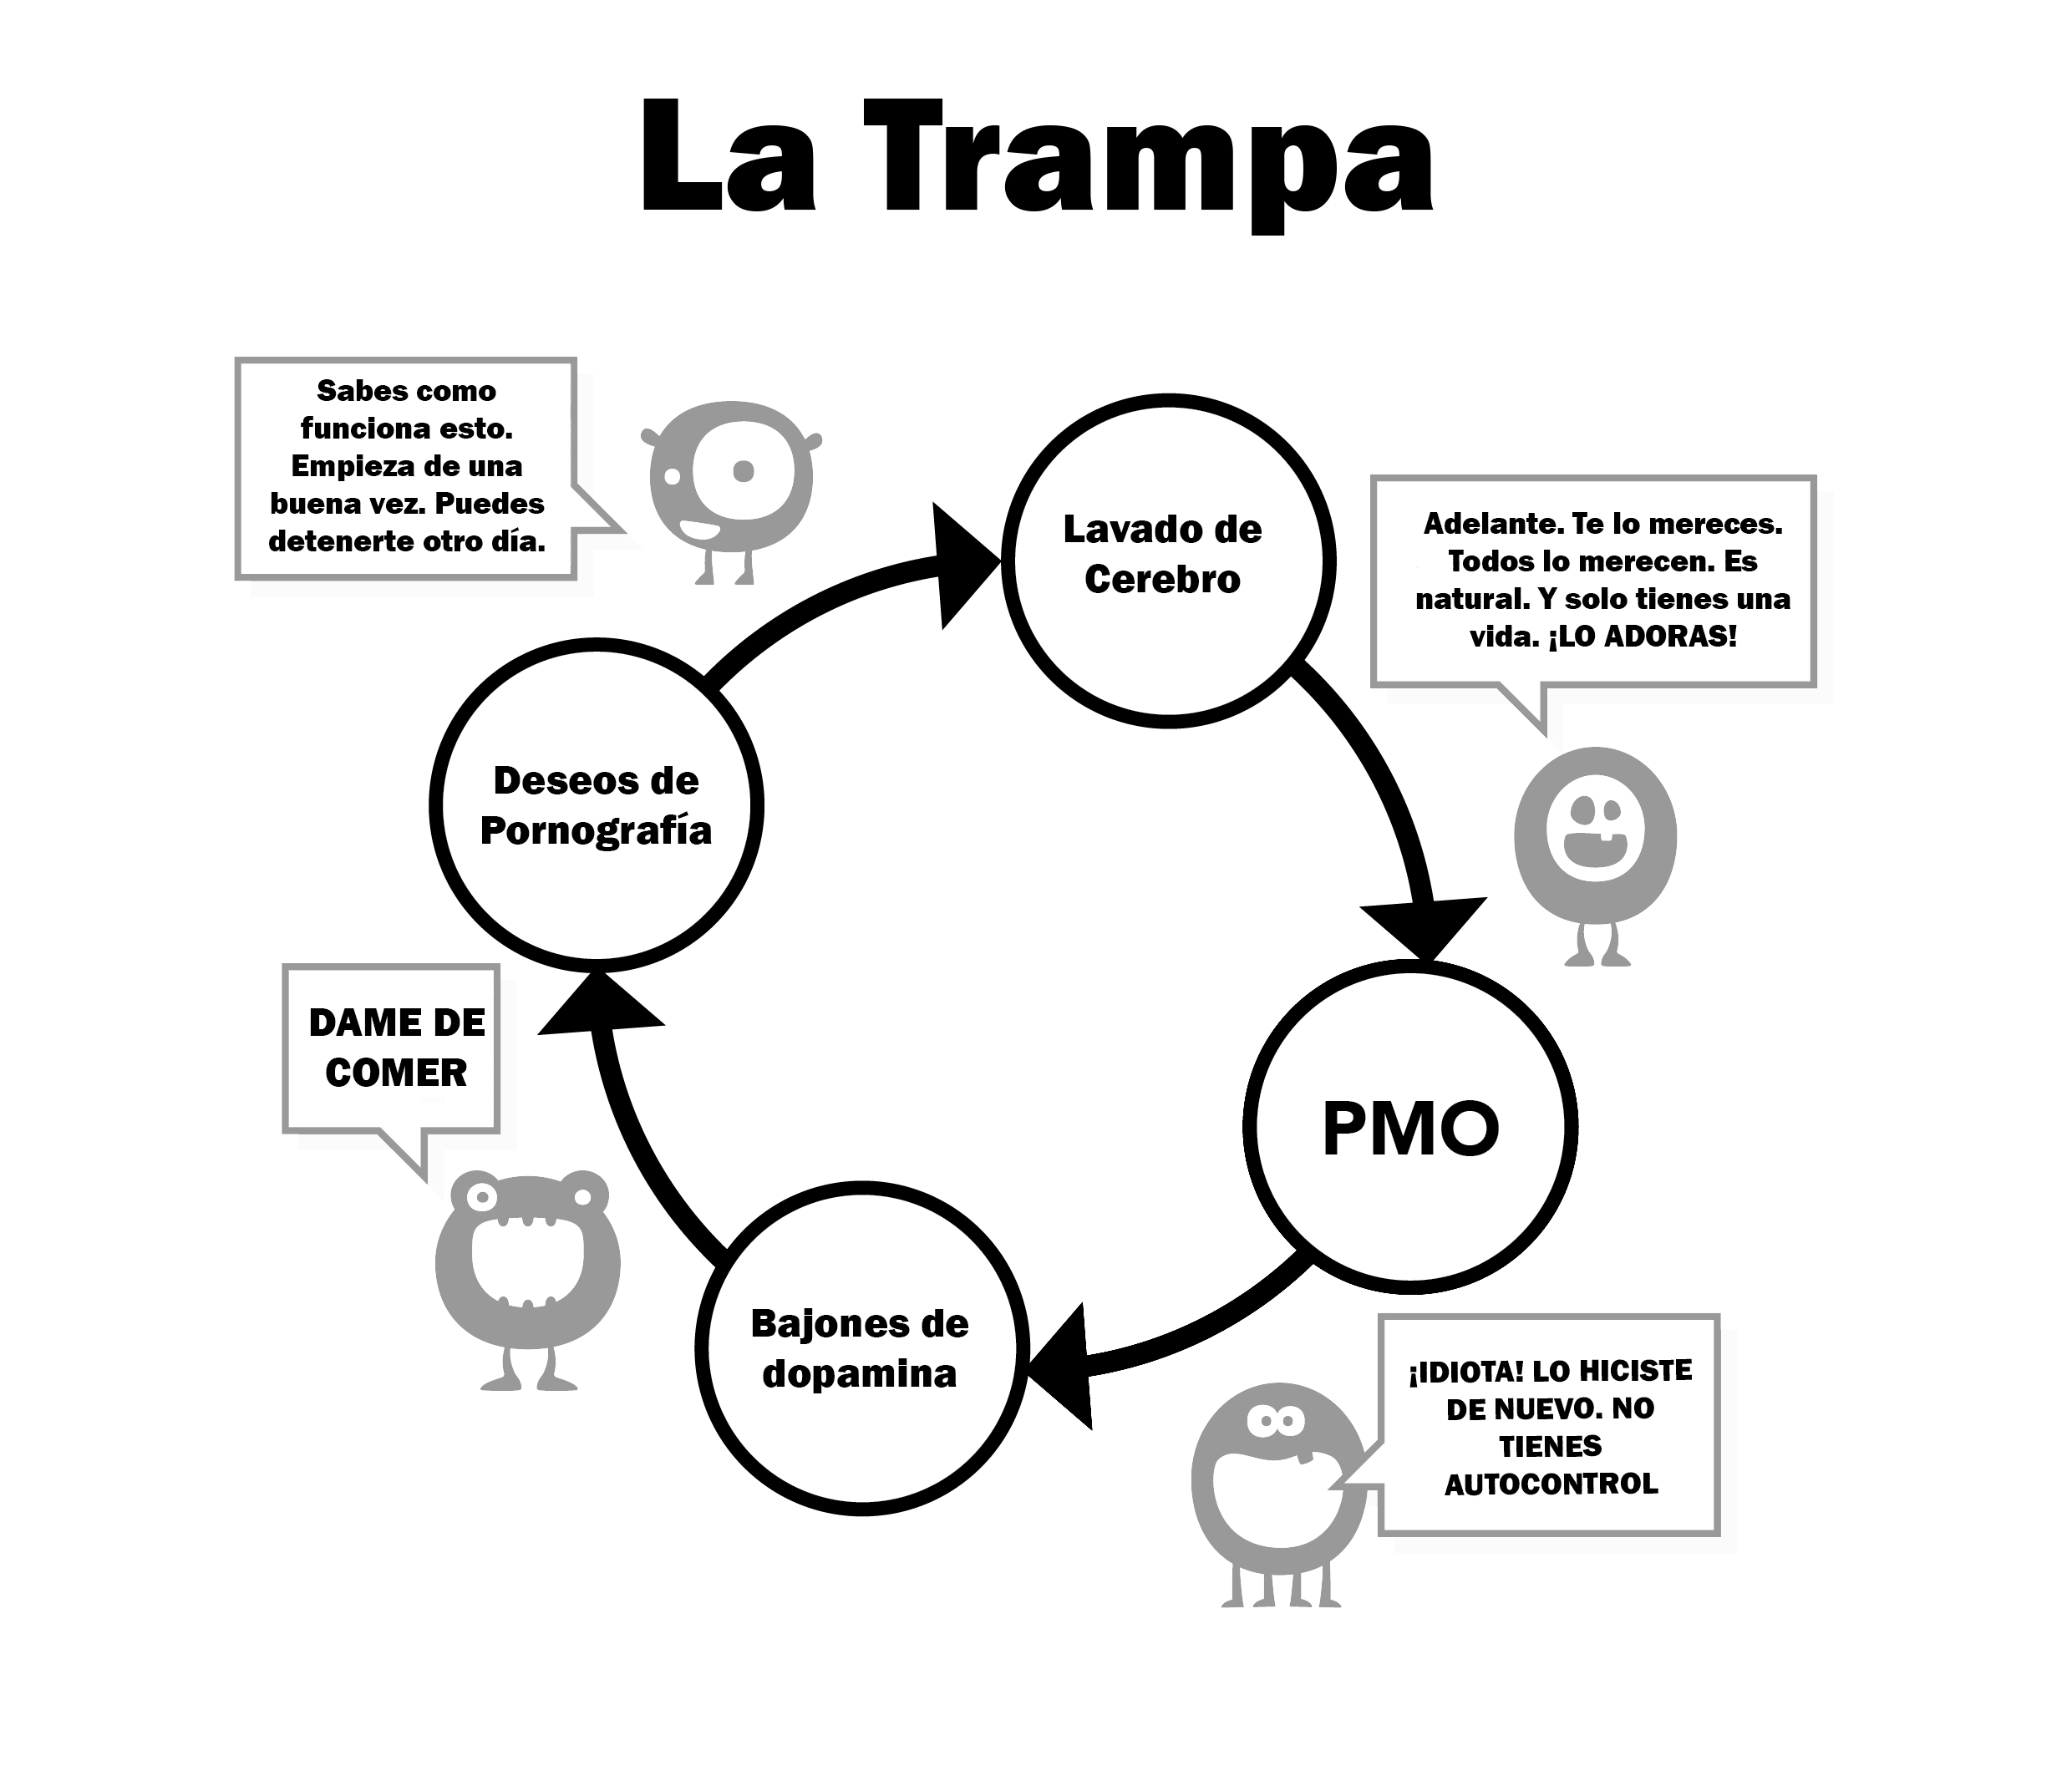 La Trampa
Sabes como
funciona esto.
Empieza de una
buena vez. Puedes
detenerte otro día.
Lavado de
Cerebro
Adelante. Te lo mereces.
Todos lo merecen. Es
natural. Y solo tienes una
vida. ¡LO ADORAS!
Deseos de
Pornografía
DAME DE
COMER
PMO
Bajones de
dopamina
¡IDIOTA! LO HICISTE
DE NUEVO. NO
TIENES
AUTOCONTROL